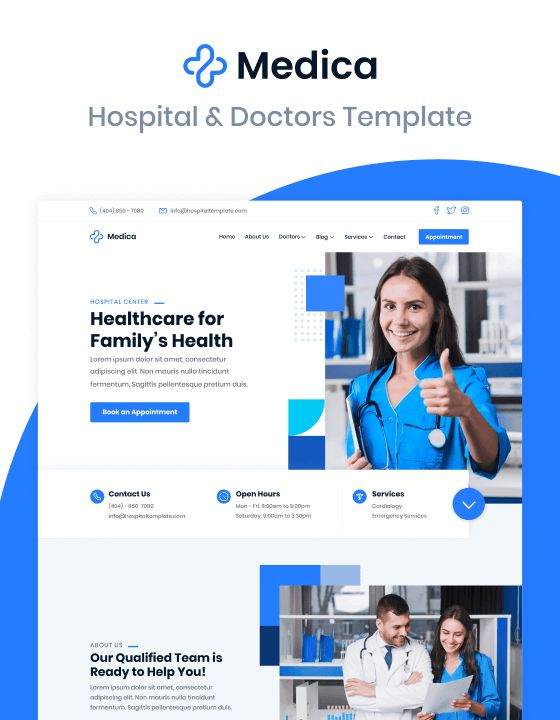 Medica
Hospital & Doctors Template
(404) 850 - 7080 info@hospitaltemplate.com
Medica Home About Us Doctors Blog Services Contact Appointment
HOSPITAL CENTER
Healthcare for
Family's Health
Lorem ipsum dolor sit amet, consectetur
adipiscing elit. Non mauris nulla tincidunt
fermentum. Sagittis pellentesque pretium duis.
Book an Appointment
Contact Us
(404) - 850 7080
info@hospitaltemplate.com
Open Hours
Mon - Fri: 8:00am to 5:00pm
Saturday: 9:00am to 3:30pm
Services
Cardiology
Emergency Services
ABOUT US
Our Qualified Team is
Ready to Help You!
Lorem ipsum dolor sit amet, consectetur
adipiscing elit. Non mauris nulla tincidunt
fermentum. Sagittis pellentesque pretium duis.